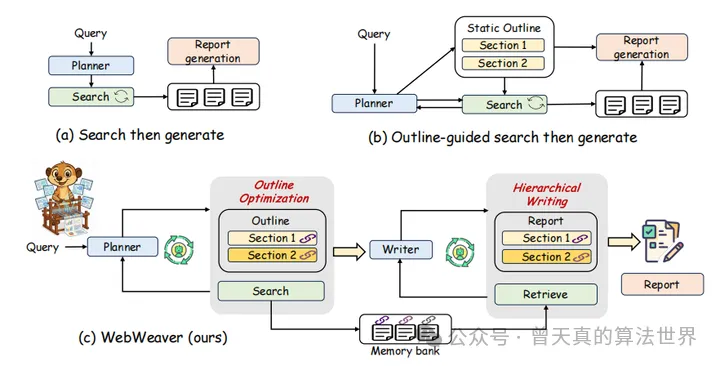 Query
Planner
Search
Report
generation
(a) Search then generate
Query
Planner
Static Outline
Section 1
Section 2
Search
Report
generation
(b) Outline-guided search then generate
Query
Planner
Outline
Optimization
Outline
Section 1
Section 2
Search
Writer
Hierarchical
Writing
Report
Section 1
Section 2
Retrieve
Report
(c) WebWeaver (ours)
Memory bank
公众号 · 曾天真的算法世界